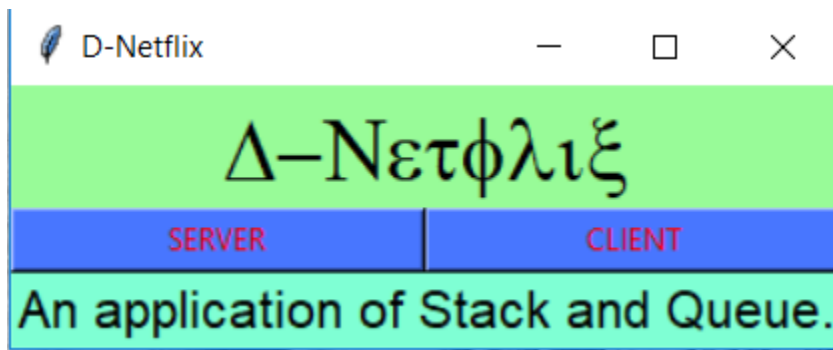 D-Netflix
Δ–Νετφλιξ
SERVER CLIENT
An application of Stack and Queue.